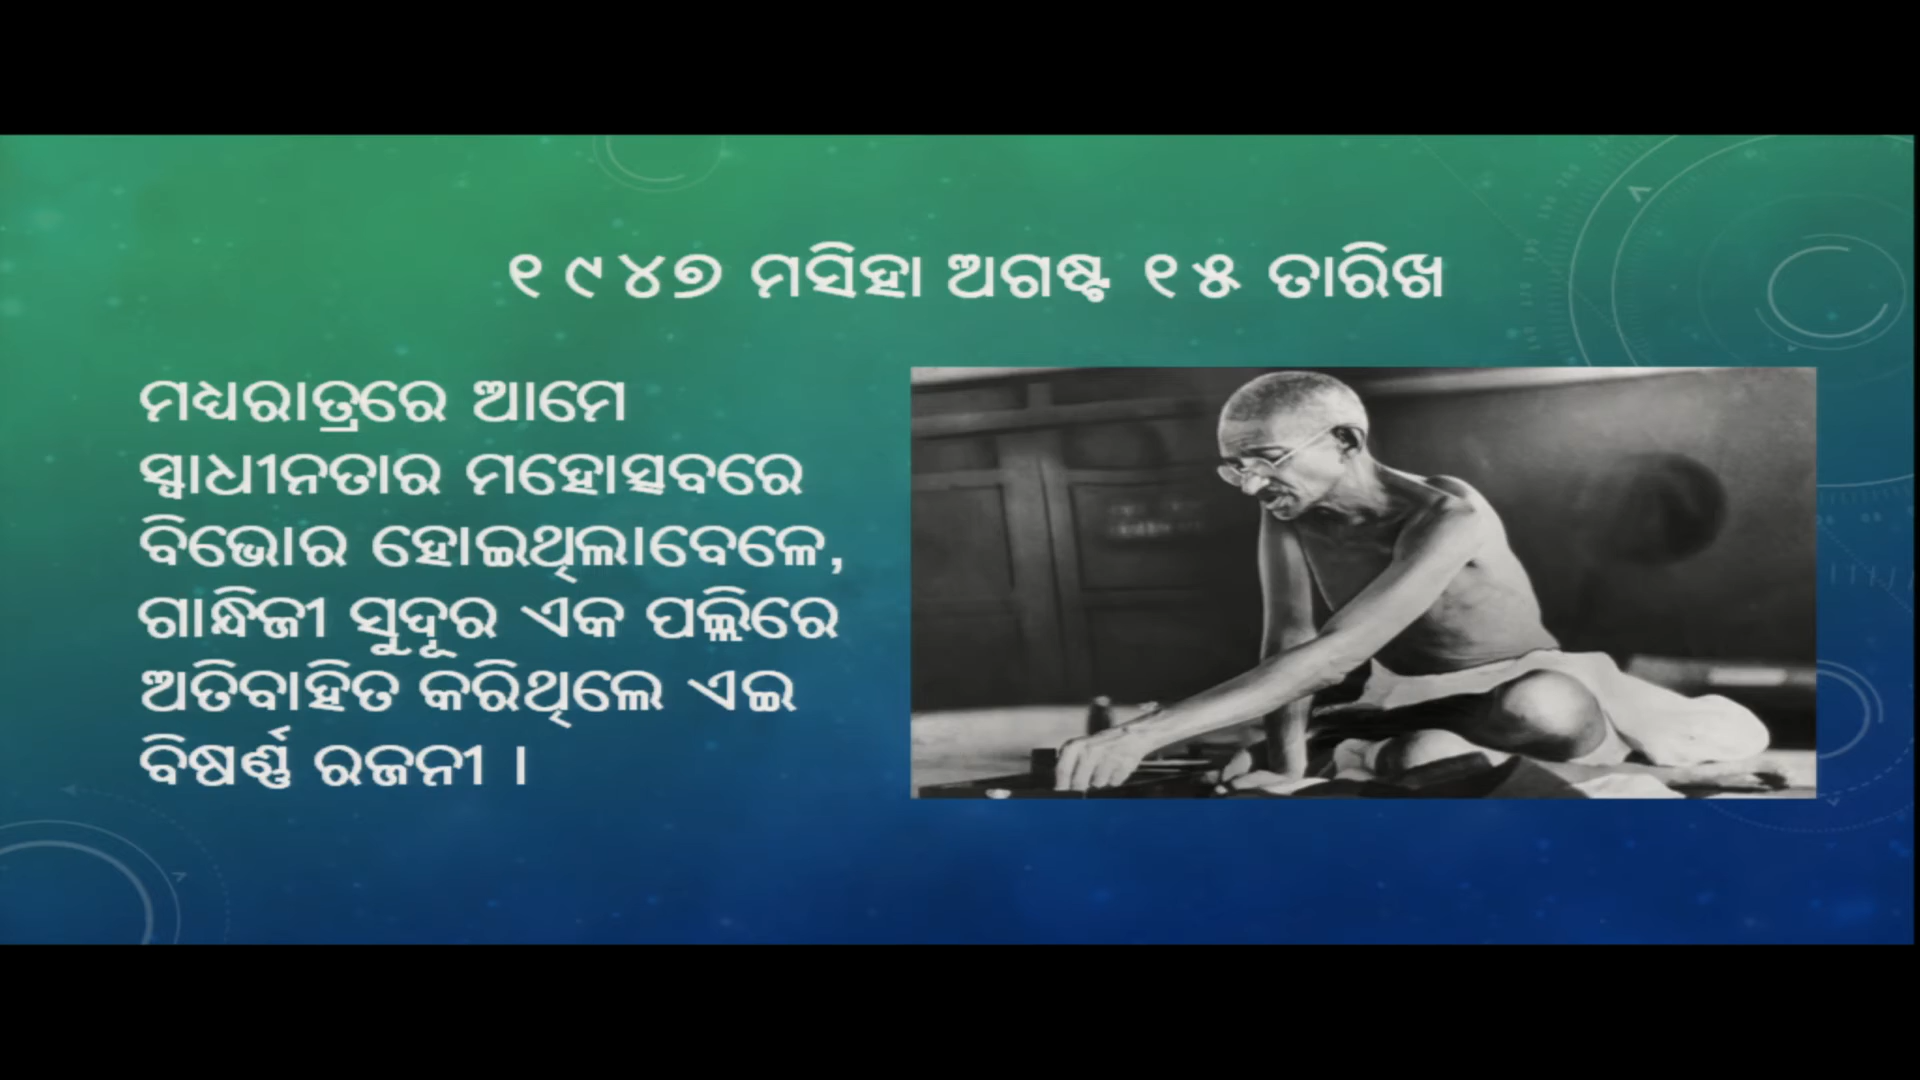 ୧୯୪୭ ମସିହା ଅଗଷ୍ଟ ୧୫ ତାରିଖ
ମଧ୍ୟରାତ୍ରରେ ଆମେ
ସ୍ୱାଧୀନତାର ମହୋତ୍ସବରେ
ବିଭୋର ହୋଇଥିଲାବେଳେ,
ଗାନ୍ଧିଜୀ ସୁଦୂର ଏକ ପଲ୍ଲିରେ
ଅତିବାହିତ କରିଥିଲେ ଏଇ
ବିଷର୍ଣ୍ଣ ରଜନୀ ।